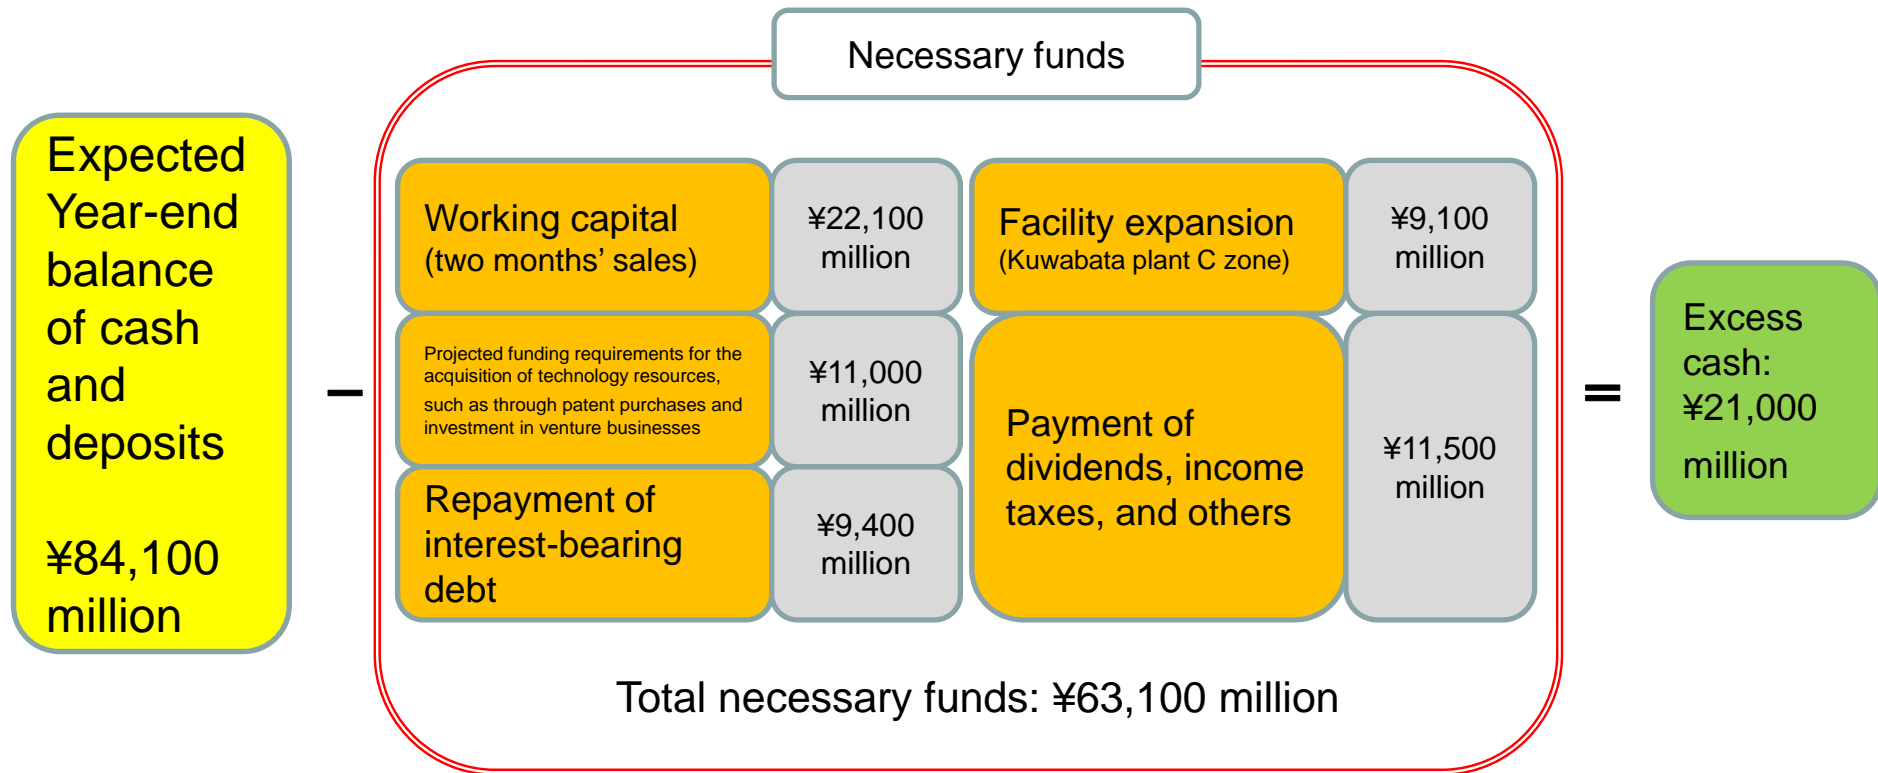 Necessary funds
Expected
Year-end
balance
of cash
and
deposits
¥84,100
million
–
Working capital
(two months’ sales)
¥22,100
million
Facility expansion
(Kuwabata plant C zone)
¥9,100
million
Projected funding requirements for the
acquisition of technology resources,
such as through patent purchases and
investment in venture businesses
¥11,000
million
Payment of
dividends, income
taxes, and others
¥11,500
million
Repayment of
interest-bearing
debt
¥9,400
million
Total necessary funds: ¥63,100 million
=
Excess
cash:
¥21,000
million